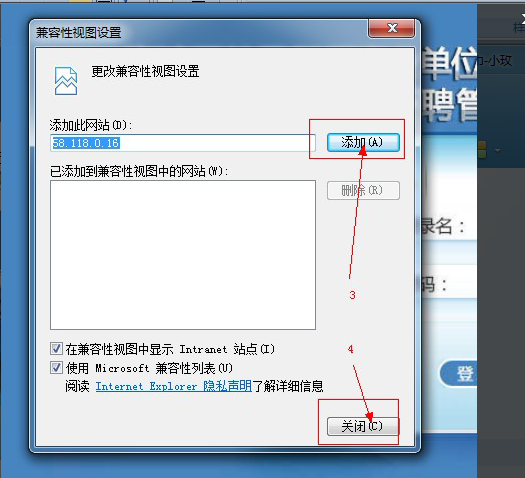 兼容性视图设置
更改兼容性视图设置
添加此网站(D):
58.118.0.16
添加(A)
已添加到兼容性视图中的网站(W):
删除(R)
3
在兼容性视图中显示 Intranet 站点(I)
使用 Microsoft 兼容性列表(U)
阅读 Internet Explorer 隐私声明了解详细信息
4
关闭(C)
单位
聘管
-小玫
录名：
码：
登